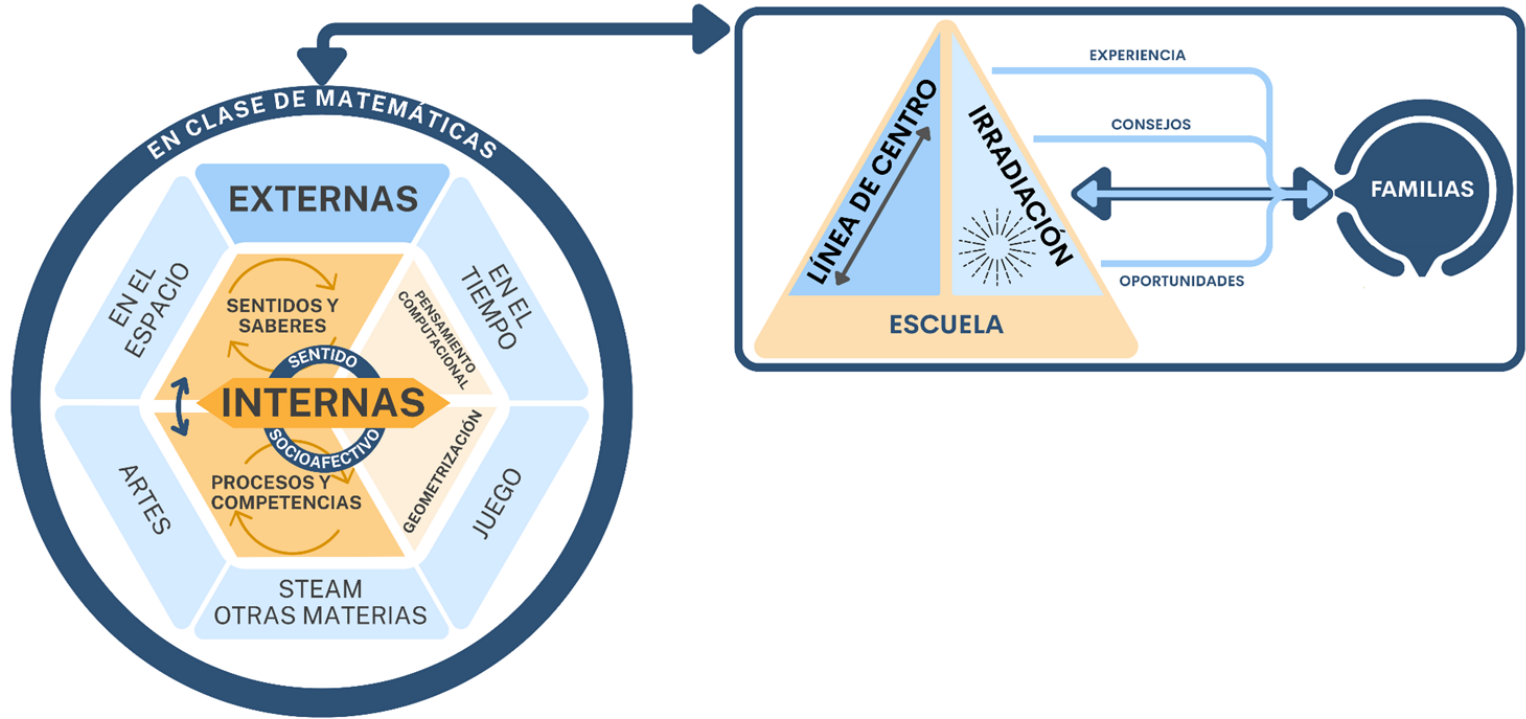 EN CLASE DE MATEMÁTICAS
EXTERNAS
EN EL
ESPACIO
EN EL
TIEMPO
SENTIDOS Y
SABERES
PENSAMIENTO
COMPUTACIONAL
SENTIDO
INTERNAS
SOCIOAFECTIVO
PROCESOS Y
COMPETENCIAS
GEOMETRIZACIÓN
ARTES
JUEGO
STEAM
OTRAS MATERIAS
LÍNEA DE CENTRO
IRRADIACIÓN
ESCUELA
EXPERIENCIA
CONSEJOS
OPORTUNIDADES
FAMILIAS